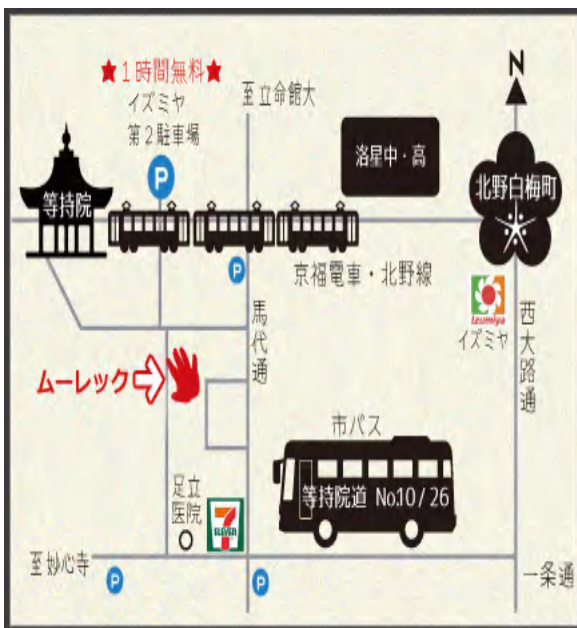 ★１時間無料★
イズミヤ
第２駐車場
至立命館大
N
P
洛星中・高
北野白梅町
等持院
京福電車・北野線
P
izumiya
イズミヤ
馬代通
西大路通
ムーレック
市バス
等持院道 No.10/26
足立
医院
7
ELEVEN
至妙心寺
P
P
一条通